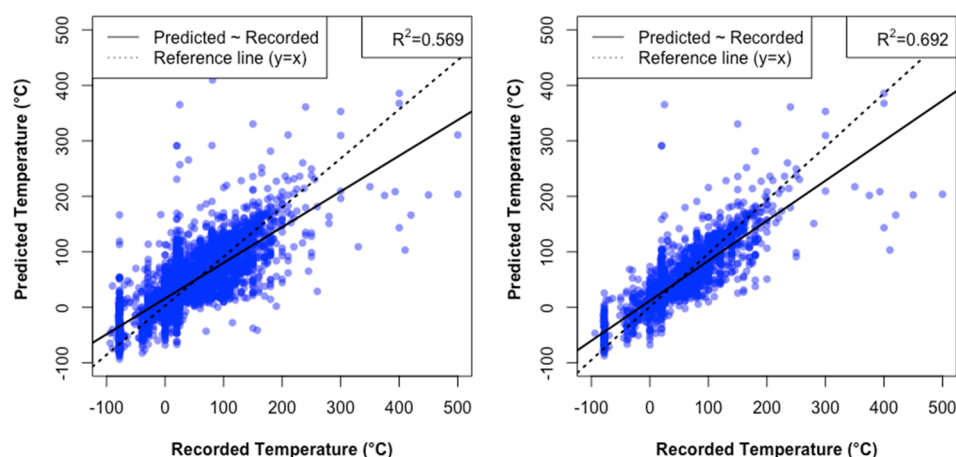 Predicted ~ Recorded
Reference line (y=x)
R²=0.569
Predicted Temperature (°C)
500
400
300
200
100
0
-100
-100 0 100 200 300 400 500
Recorded Temperature (°C)
Predicted ~ Recorded
Reference line (y=x)
R²=0.692
Predicted Temperature (°C)
500
400
300
200
100
0
-100
-100 0 100 200 300 400 500
Recorded Temperature (°C)